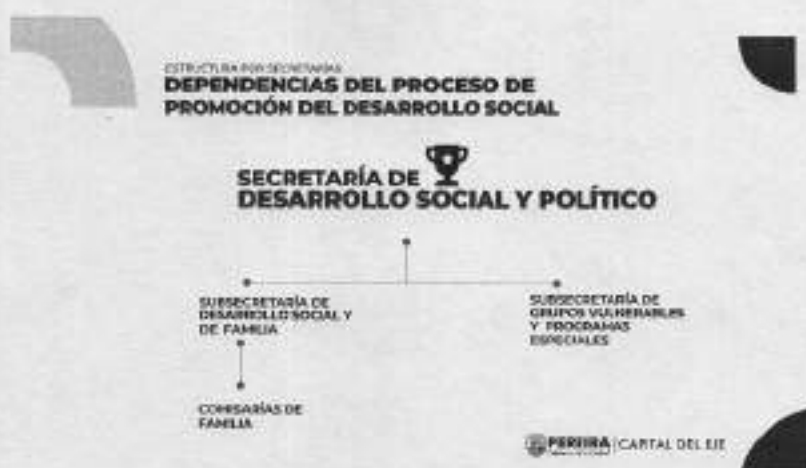 ESTRUCTURA POR SECRETARÍAS
DEPENDENCIAS DEL PROCESO DE
PROMOCIÓN DEL DESARROLLO SOCIAL
SECRETARÍA DE
DESARROLLO SOCIAL Y POLÍTICO
SUBSECRETARÍA DE
DESARROLLO SOCIAL Y
DE FAMILIA
SUBSECRETARÍA DE
GRUPOS VULNERABLES
Y PROGRAMAS
ESPECIALES
COMISARÍAS DE
FAMILIA
PEREIRA CAPITAL DEL EJE